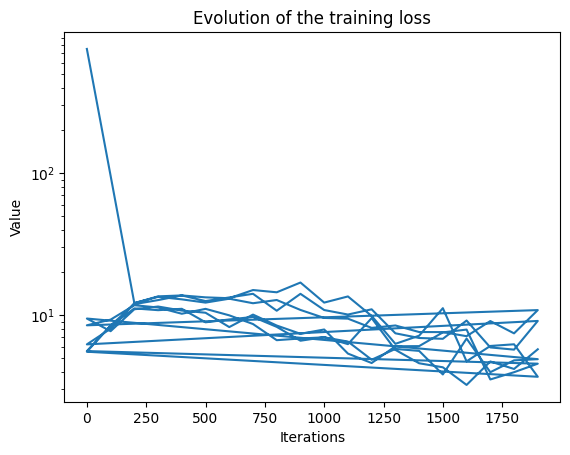 Evolution of the training loss
Value
10²
10¹
0 250 500 750 1000 1250 1500 1750
Iterations